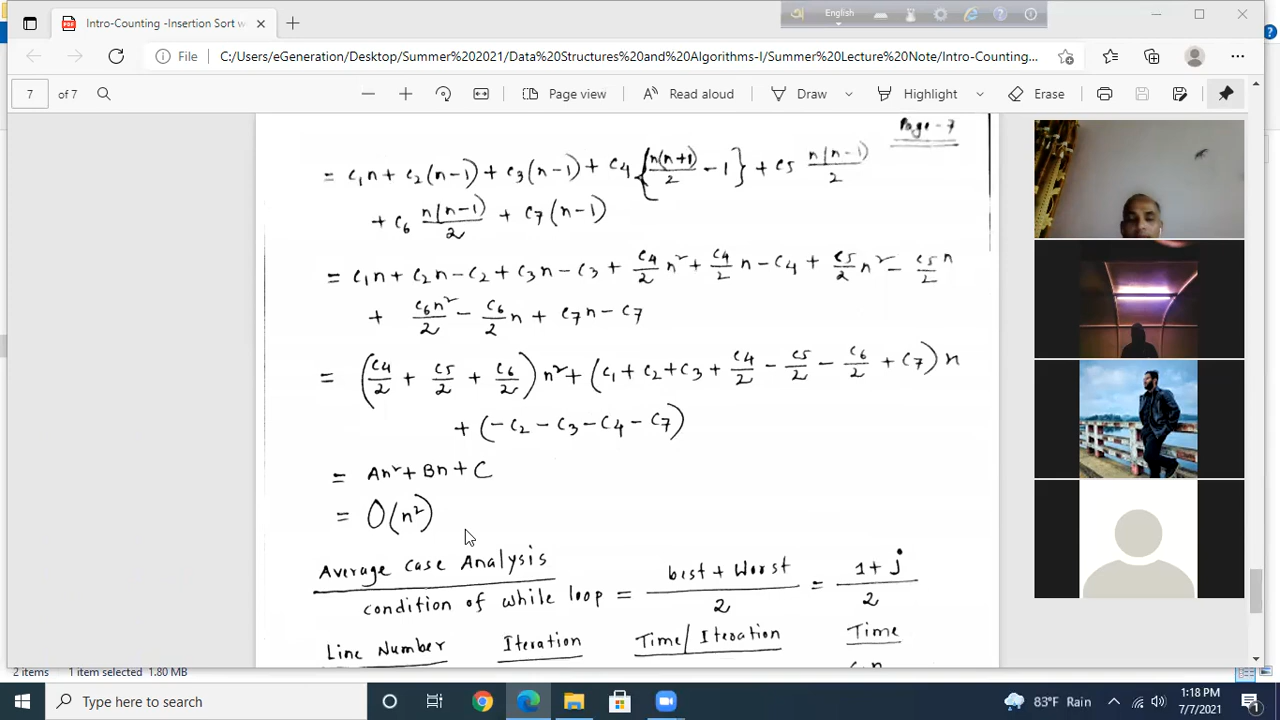 Intro-Counting -Insertion Sort w
English
File
C:/Users/eGeneration/Desktop/Summer%202021/Data%20Structures%20and%20Algorithms-I/Summer%20Lecture%20Note/Intro-Counting...
7 of 7
Page view
Read aloud
Draw
Highlight
Erase
Page - 7
= c1n + c2(n-1) + c3(n-1) + c4 {n(n+1)/2 - 1} + c5 n(n-1)/2
+ c6 n(n-1)/2 + c7(n-1)
= c1n + c2n - c2 + c3n - c3 + c4/2 n² + c4/2 n - c4 + c5/2 n² - c5n/2
+ c6n²/2 - c6/2 n + c7n - c7
= (c4/2 + c5/2 + c6/2) n² + (c1 + c2 + c3 + c4/2 - c5/2 - c6/2 + c7) n
+ (-c2 - c3 - c4 - c7)
= An² + Bn + C
= O(n²)
Average case Analysis
condition of while loop = best + Worst / 2 = 1 + j / 2
Line Number Iteration Time/Iteration Time
2 items 1 item selected 1.80 MB
Type here to search
83°F Rain
1:18 PM
7/7/2021